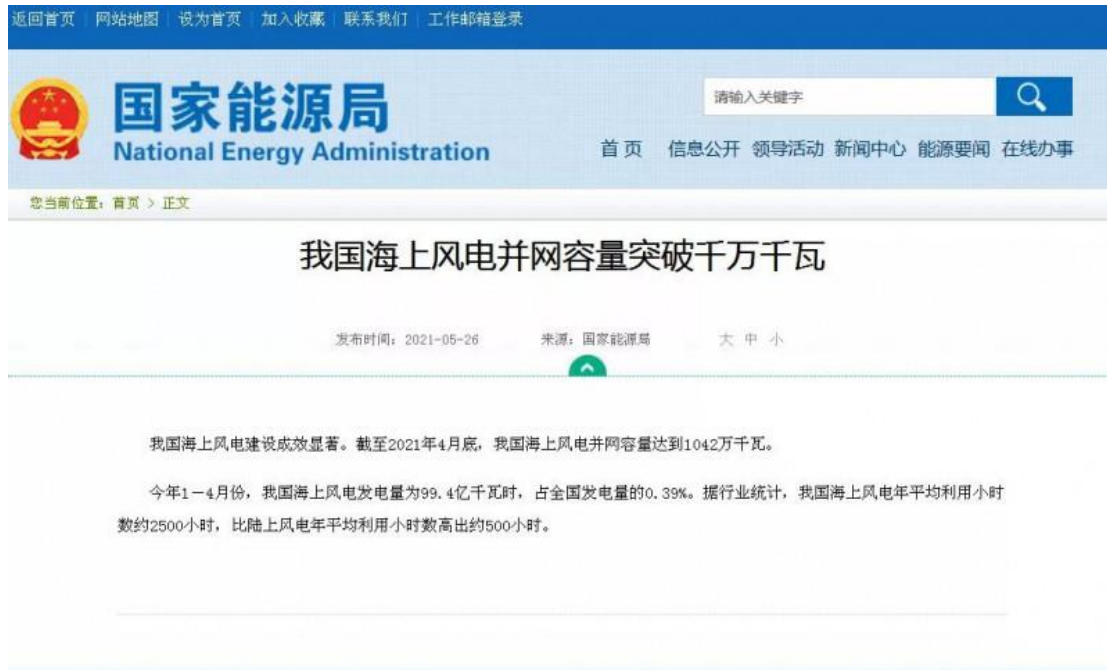 返回首页 网站地图 设为首页 加入收藏 联系我们 工作邮箱登录
国家能源局
National Energy Administration
请输入关键字
首页 信息公开 领导活动 新闻中心 能源要闻 在线办事
您当前位置：首页 > 正文
我国海上风电并网容量突破千万千瓦
发布时间：2021-05-26 来源：国家能源局 大 中 小
我国海上风电建设成效显著。截至2021年4月底，我国海上风电并网容量达到1042万千瓦。
今年1－4月份，我国海上风电发电量为99.4亿千瓦时，占全国发电量的0.39%。据行业统计，我国海上风电年平均利用小时
数约2500小时，比陆上风电年平均利用小时数高出约500小时。